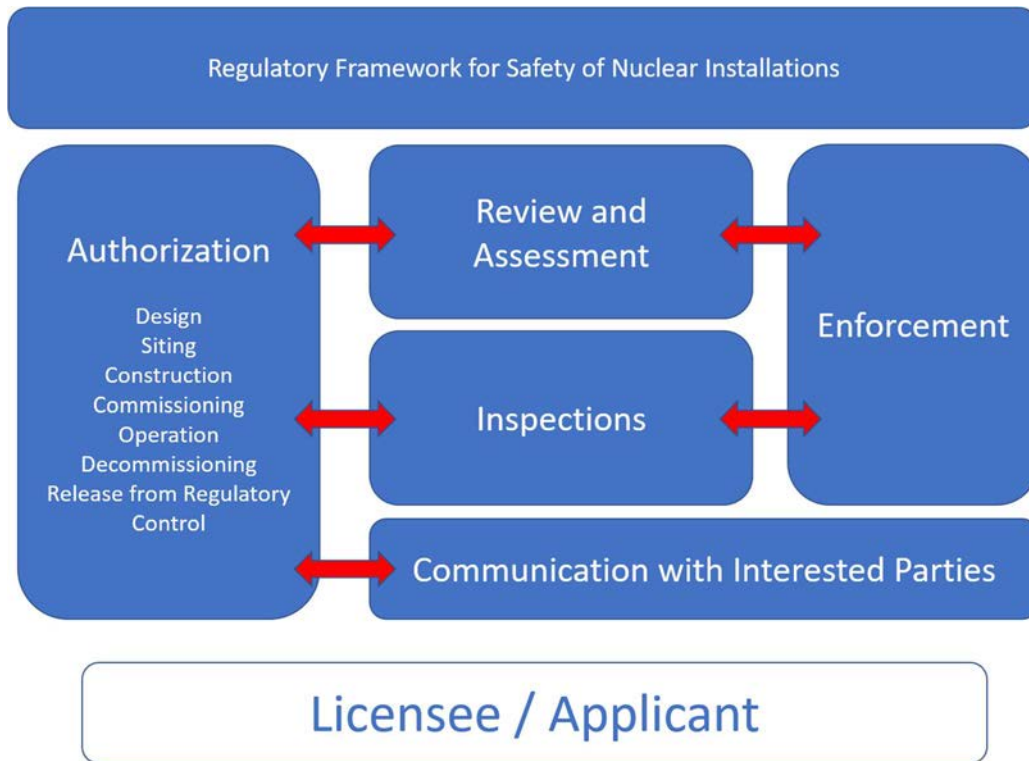 Regulatory Framework for Safety of Nuclear Installations
Authorization
Design
Siting
Construction
Commissioning
Operation
Decommissioning
Release from Regulatory
Control
Review and
Assessment
Inspections
Enforcement
Communication with Interested Parties
Licensee / Applicant